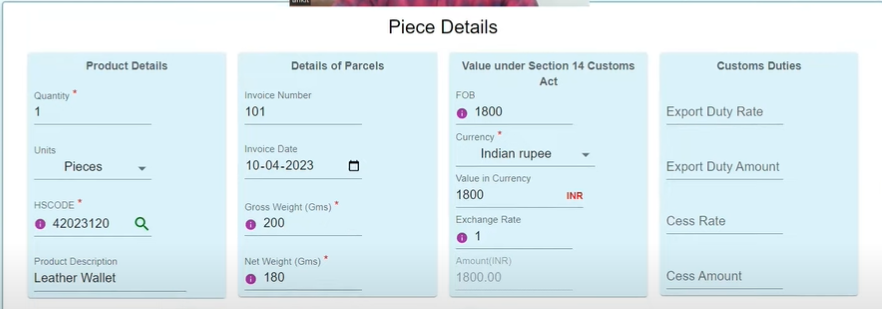 Piece Details
Product Details
Quantity *
1
Units
Pieces
HSCODE *
42023120
Product Description
Leather Wallet
Details of Parcels
Invoice Number
101
Invoice Date
10-04-2023
Gross Weight (Gms) *
200
Net Weight (Gms) *
180
Value under Section 14 Customs
Act
FOB
1800
Currency *
Indian rupee
Value in Currency
1800 INR
Exchange Rate
1
Amount(INR)
1800.00
Customs Duties
Export Duty Rate
Export Duty Amount
Cess Rate
Cess Amount